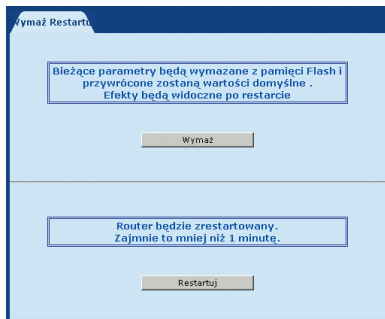 Wymaż Restartu
Bieżące parametry będą wymazane z pamięci Flash i
przywrócone zostaną wartości domyślne .
Efekty będą widoczne po restarcie
Wymaż
Router będzie zrestartowany.
Zajmnie to mniej niż 1 minutę.
Restartuj